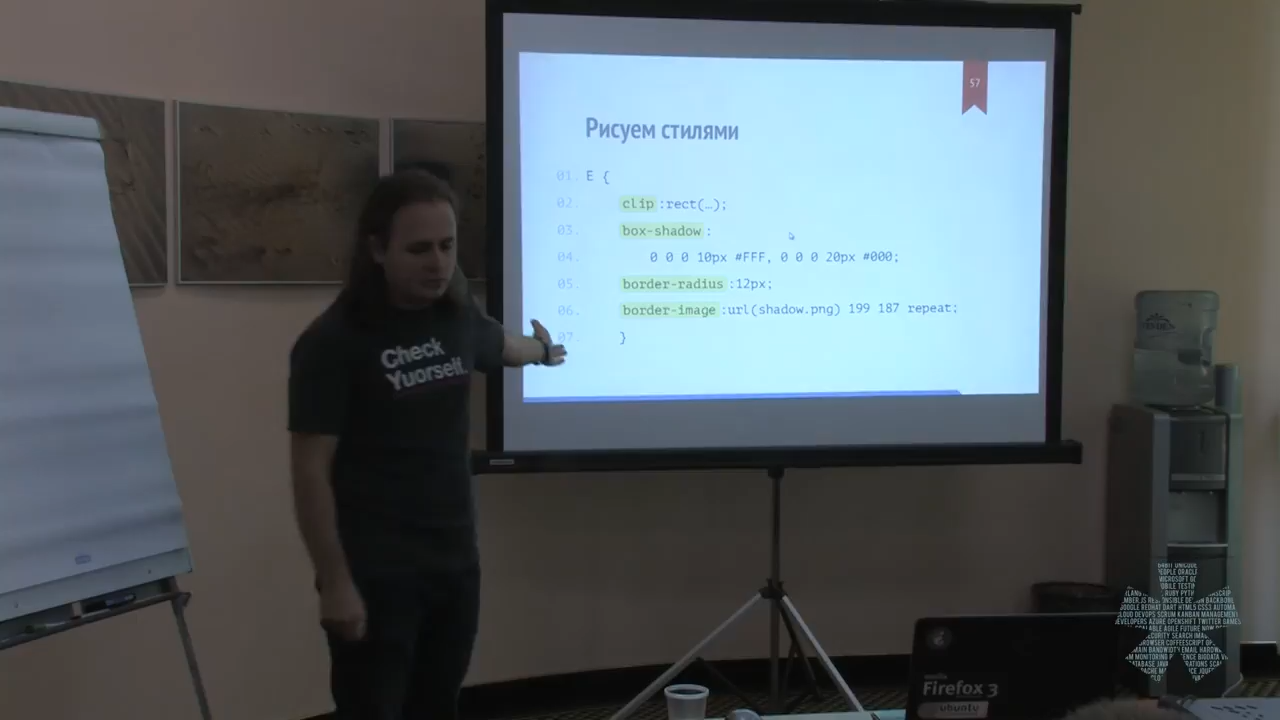 57
Рисуем стилями
01. E {
02. clip :rect(…);
03. box-shadow :
04. 0 0 0 10px #FFF, 0 0 0 20px #000;
05. border-radius :12px;
06. border-image :url(shadow.png) 199 187 repeat;
07. }
Check
Yuorself.
Firefox 3
ubuntu